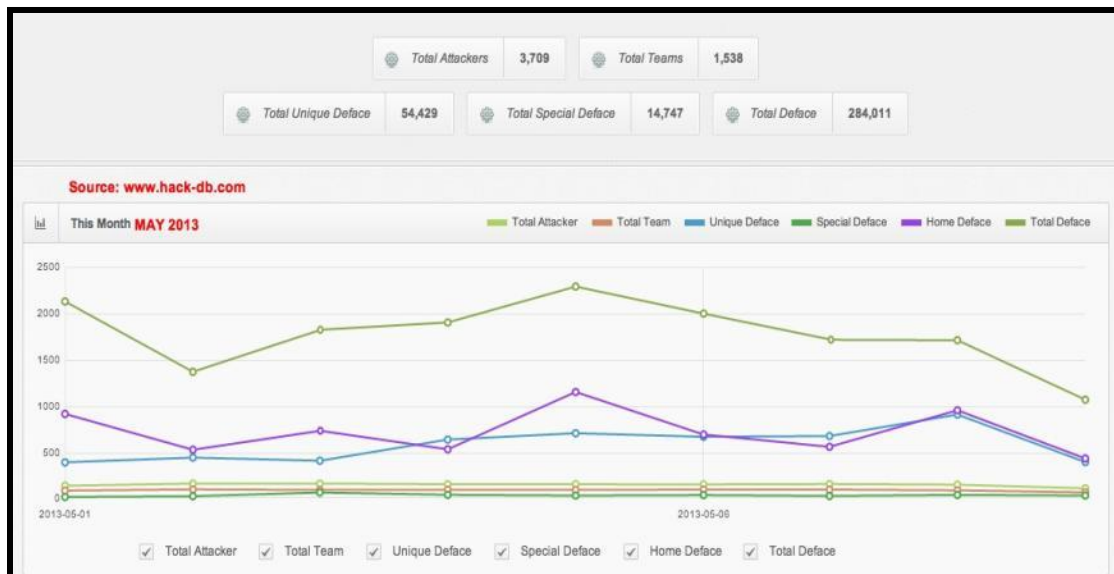 Total Attackers 3,709 Total Teams 1,538
Total Unique Deface 54,429 Total Special Deface 14,747 Total Deface 284,011
Source: www.hack-db.com
This Month MAY 2013 Total Attacker Total Team Unique Deface Special Deface Home Deface Total Deface
2500
2000
1500
1000
500
0
2013-05-01 2013-05-06
Total Attacker Total Team Unique Deface Special Deface Home Deface Total Deface